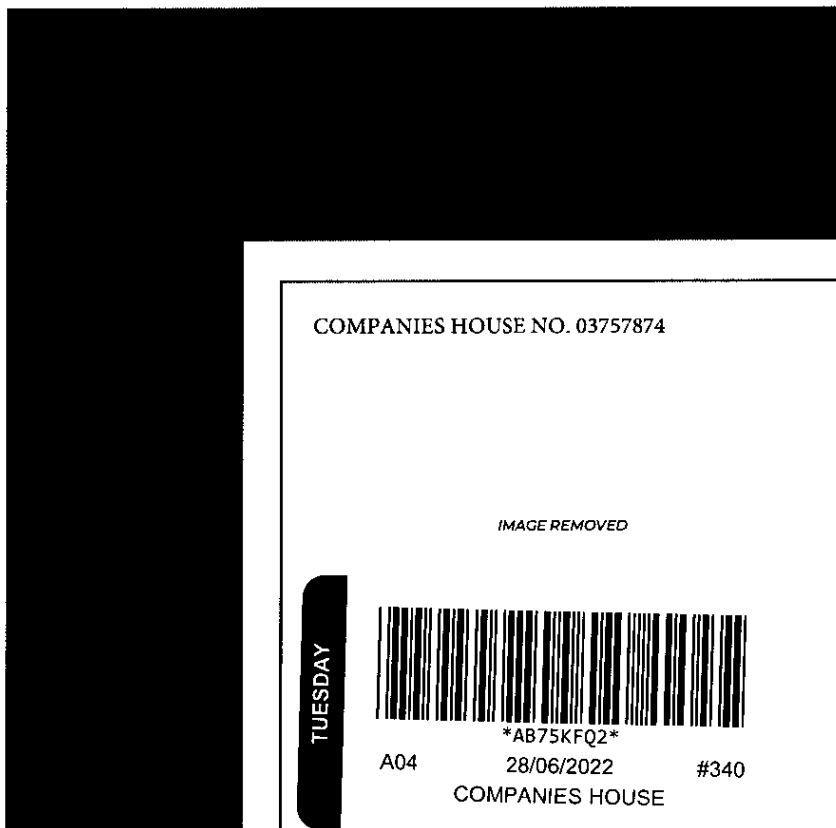 COMPANIES HOUSE NO. 03757874
IMAGE REMOVED
TUESDAY
*AB75KFQ2*
A04 28/06/2022 #340
COMPANIES HOUSE